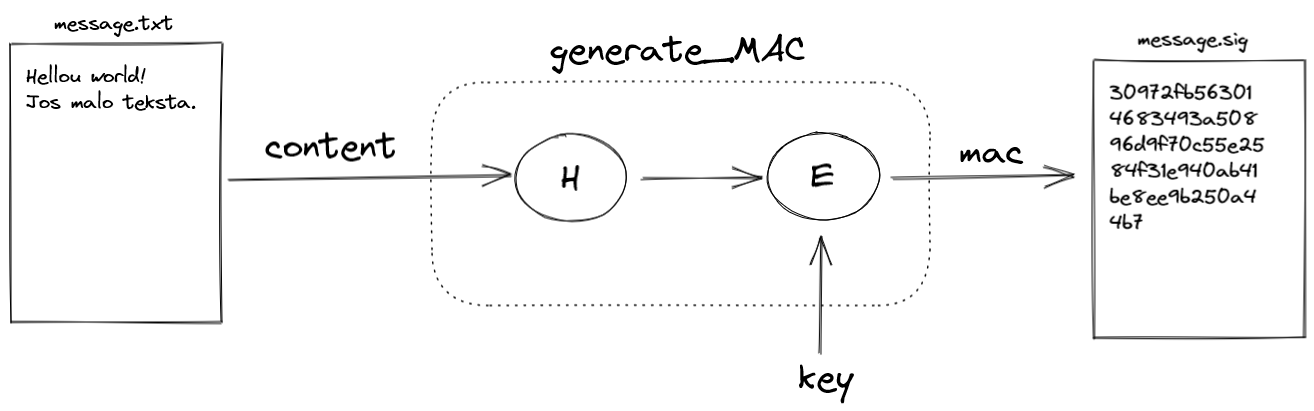 message.txt
Hellou world!
Jos malo teksta.
content
generate_MAC
H
E
key
mac
message.sig
30972fb56301
4683493a508
96d9f70c55e25
84f31e940ab41
be8ee9b250a4
4b7